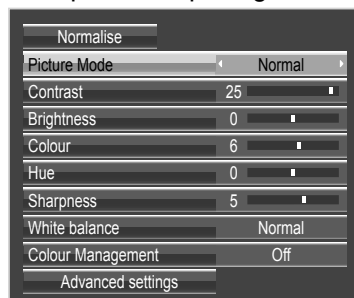 Normalise
Picture Mode Normal
Contrast 25
Brightness 0
Colour 6
Hue 0
Sharpness 5
White balance Normal
Colour Management Off
Advanced settings